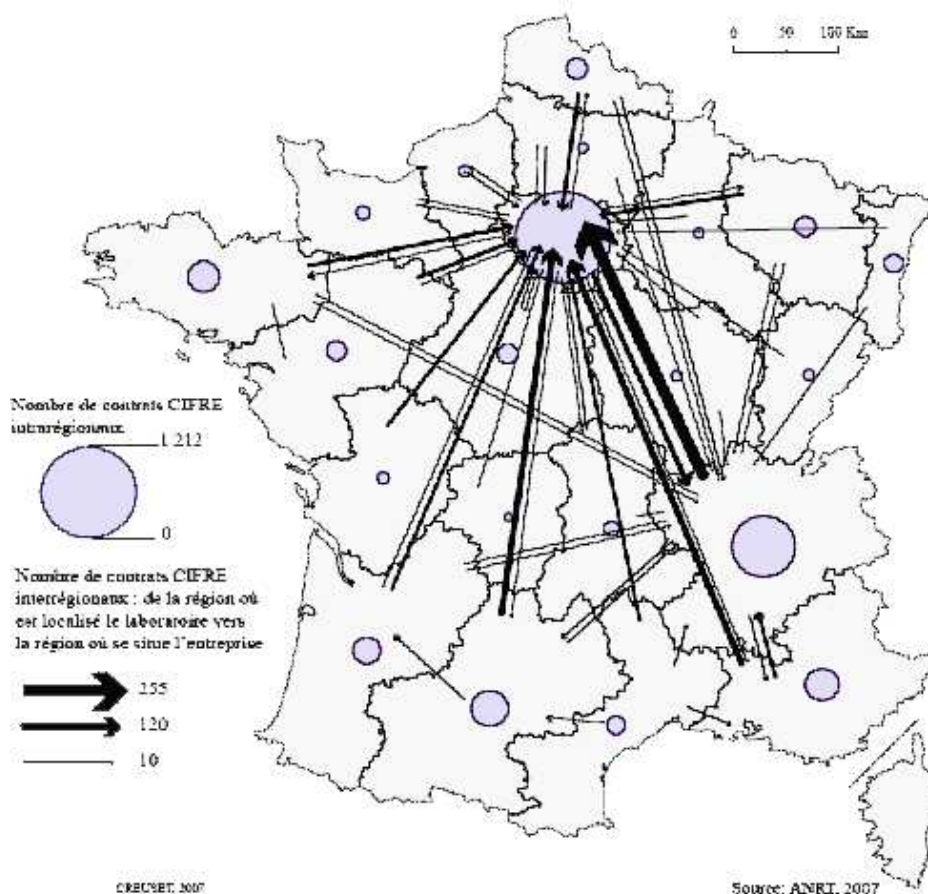 0 50 100 Km
Nombre de contrats CIFRE
intrarégionaux
1 212
0
Nombre de contrats CIFRE
interrégionaux : de la région où
est localisé le laboratoire vers
la région où se situe l'entreprise
255
120
10
CREUSET, 2007
Source: ANRT, 2007